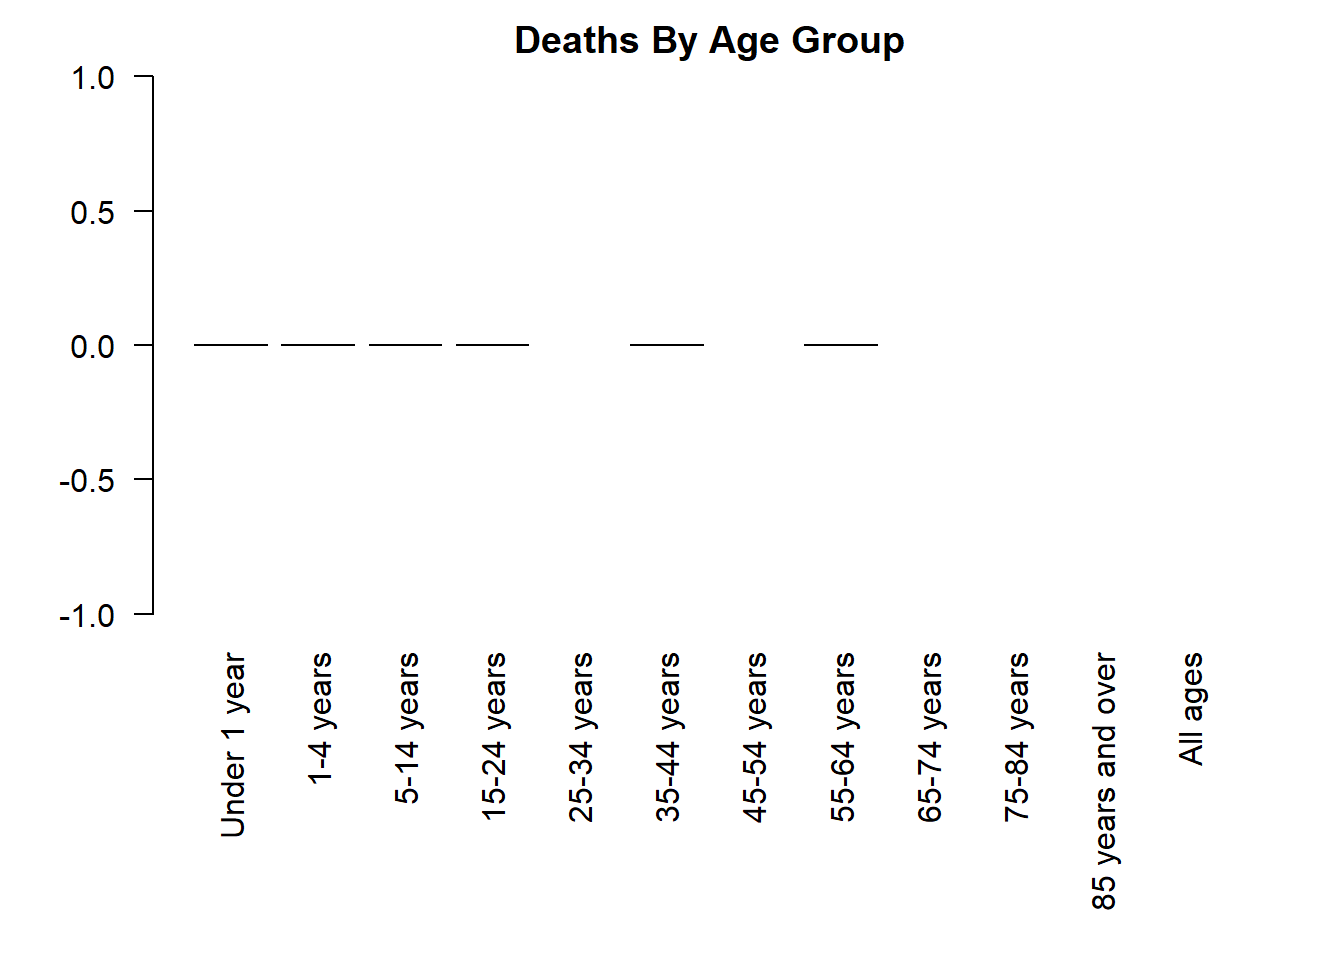 Deaths By Age Group
1.0
0.5
0.0
-0.5
-1.0
Under 1 year
1-4 years
5-14 years
15-24 years
25-34 years
35-44 years
45-54 years
55-64 years
65-74 years
75-84 years
85 years and over
All ages